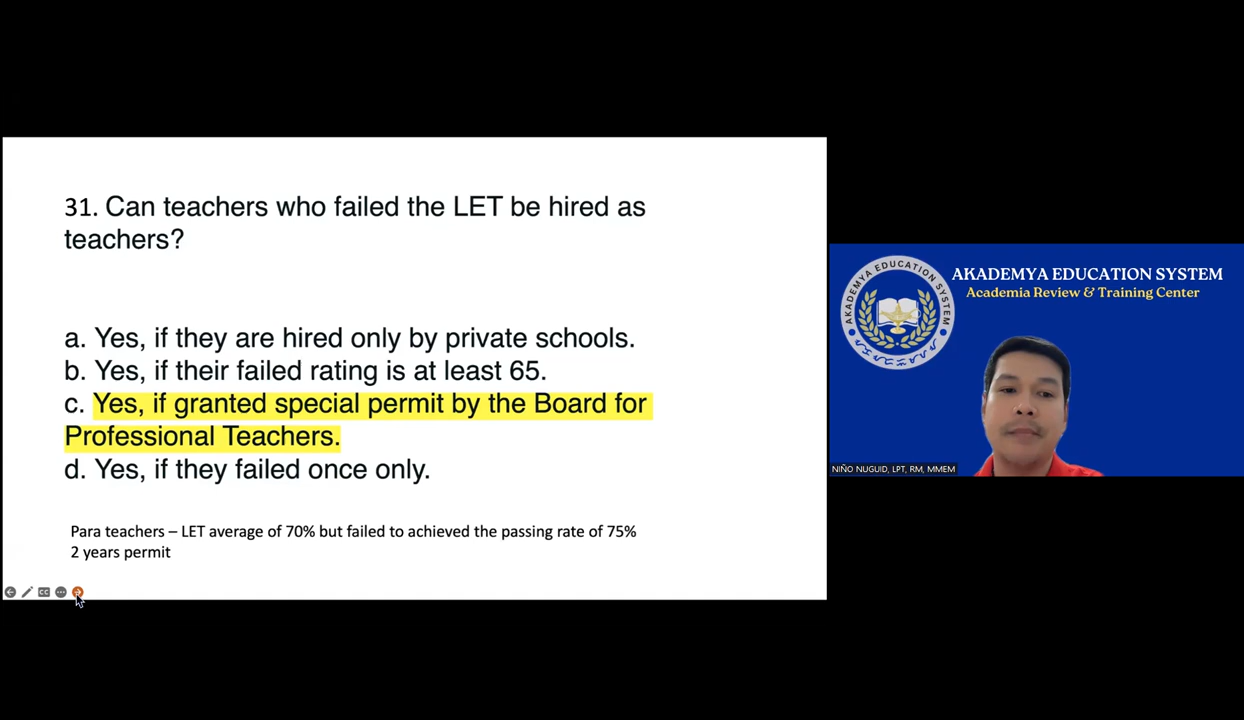 31. Can teachers who failed the LET be hired as
teachers?
a. Yes, if they are hired only by private schools.
b. Yes, if their failed rating is at least 65.
c. Yes, if granted special permit by the Board for
Professional Teachers.
d. Yes, if they failed once only.
Para teachers – LET average of 70% but failed to achieved the passing rate of 75%
2 years permit
CC
AKADEMYA EDUCATION SYSTEM
AKADEMYA EDUCATION SYSTEM
Academia Review & Training Center
NIÑO NUGUID, LPT, RM, MMEM